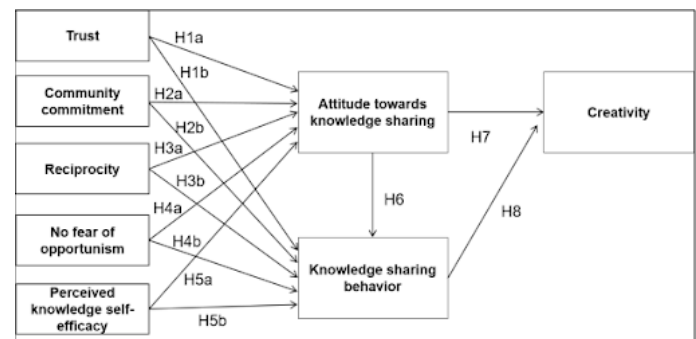 Trust
H1a
H1b
Community
commitment
H2a
H2b
Attitude towards
knowledge sharing
H7
Creativity
Reciprocity
H3a
H3b
H6
H8
No fear of
opportunism
H4a
H4b
Knowledge sharing
behavior
Perceived
knowledge self-
efficacy
H5a
H5b